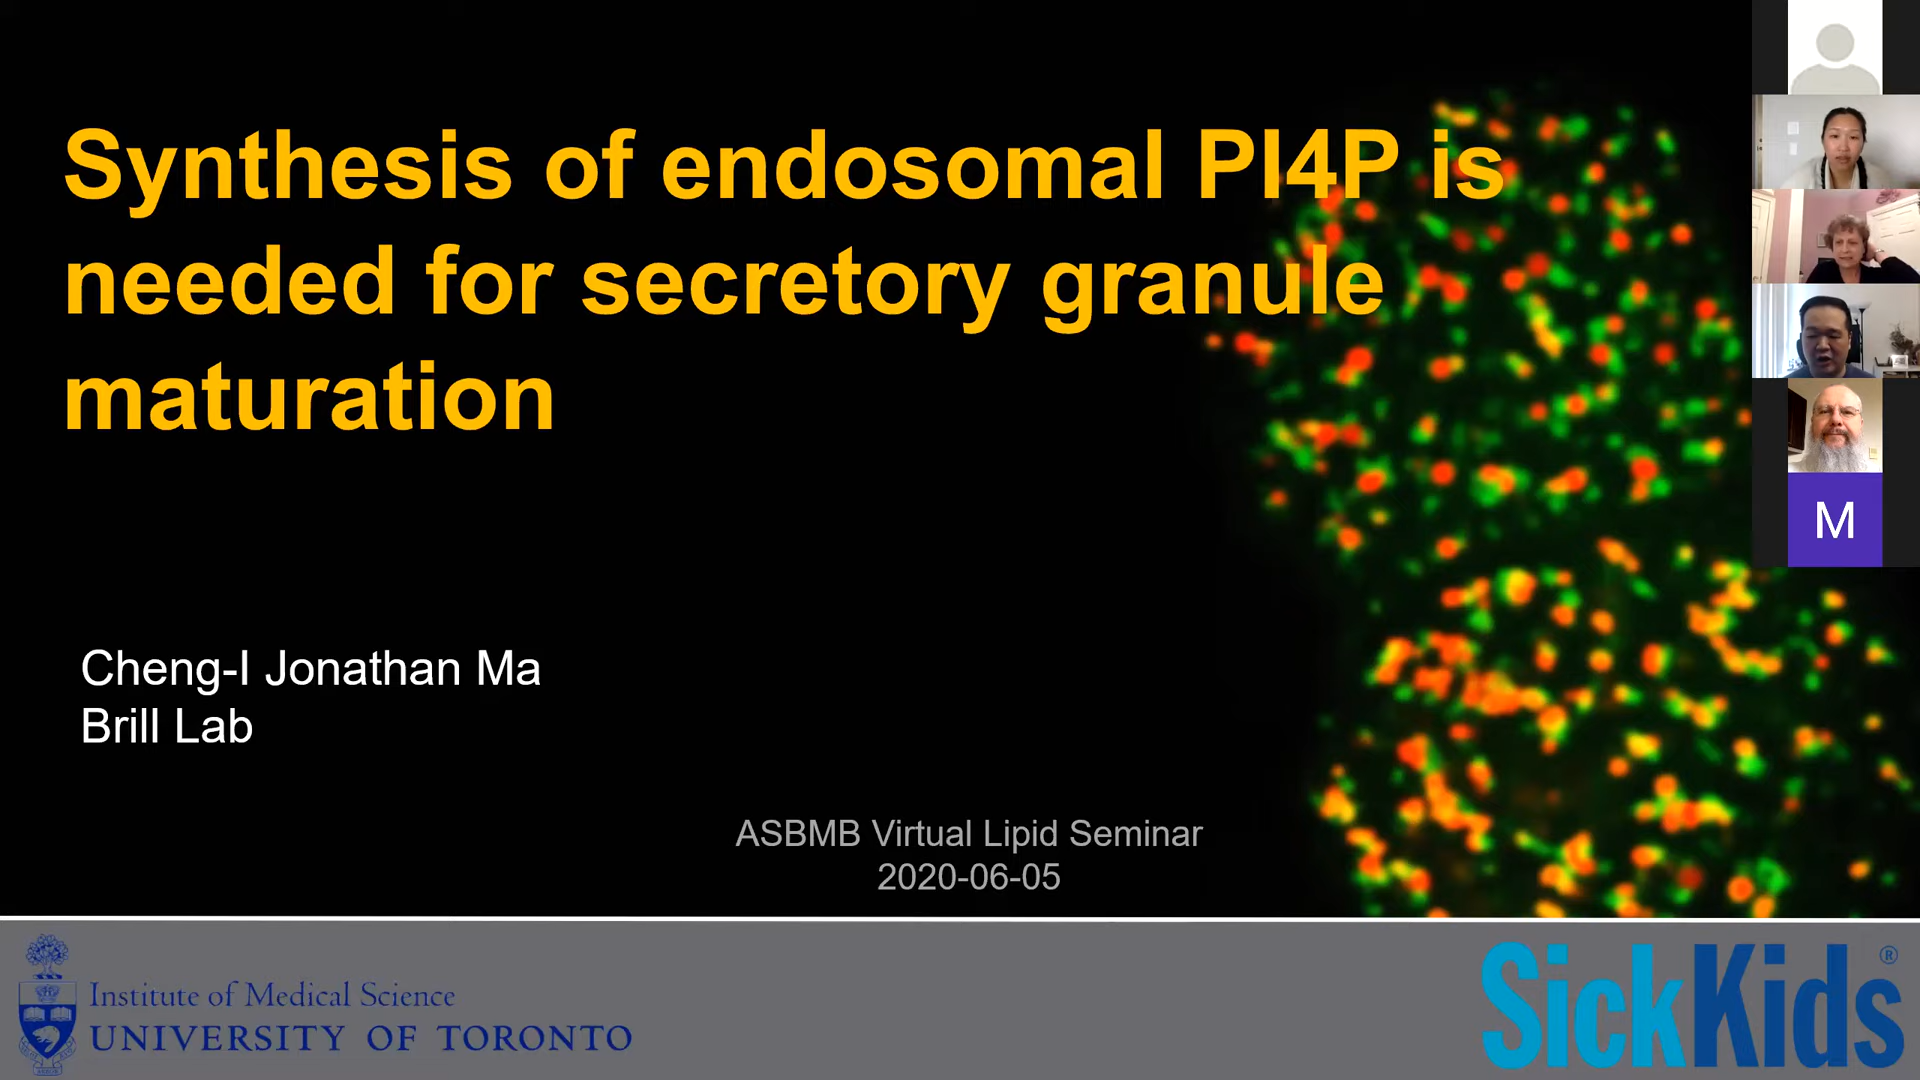 Synthesis of endosomal PI4P is
needed for secretory granule
maturation
Cheng-I Jonathan Ma
Brill Lab
ASBMB Virtual Lipid Seminar
2020-06-05
M
Institute of Medical Science
UNIVERSITY OF TORONTO
SickKids®